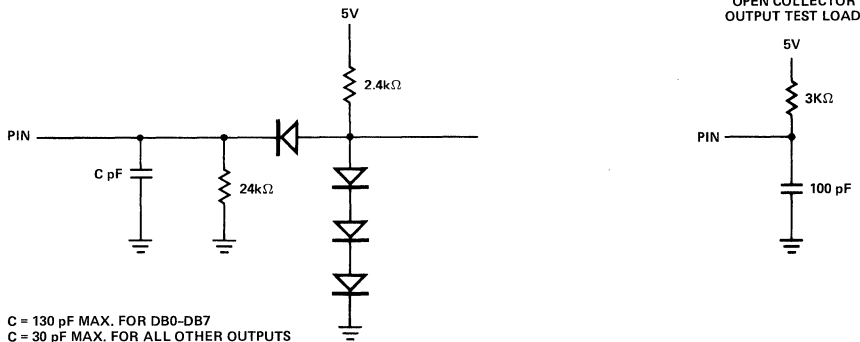 OPEN COLLECTOR
OUTPUT TEST LOAD
5V
2.4kΩ
PIN
C pF
24kΩ
C = 130 pF MAX. FOR DB0-DB7
C = 30 pF MAX. FOR ALL OTHER OUTPUTS
5V
3KΩ
PIN
100 pF